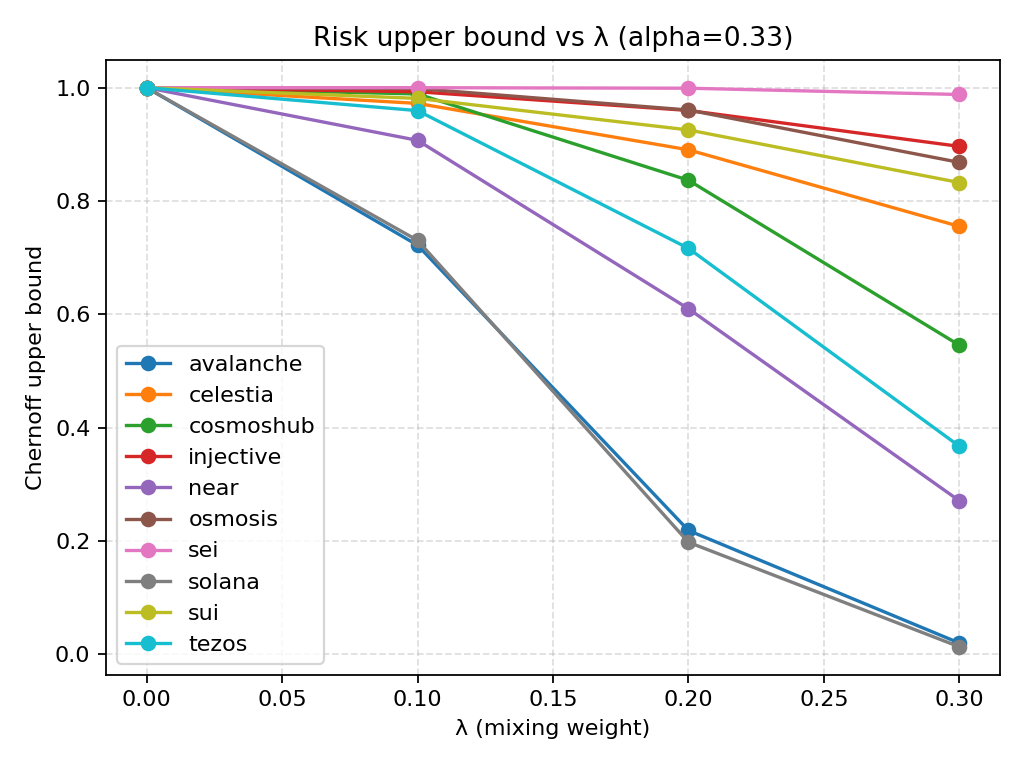 Risk upper bound vs λ (alpha=0.33)
Chernoff upper bound
1.0
0.8
0.6
0.4
0.2
0.0
avalanche
celestia
cosmoshub
injective
near
osmosis
sei
solana
sui
tezos
0.00 0.05 0.10 0.15 0.20 0.25 0.30
λ (mixing weight)